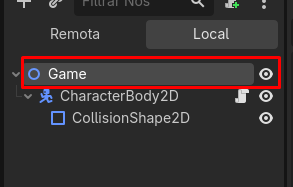 Filtrar Nós
Remota Local
Game
CharacterBody2D
CollisionShape2D